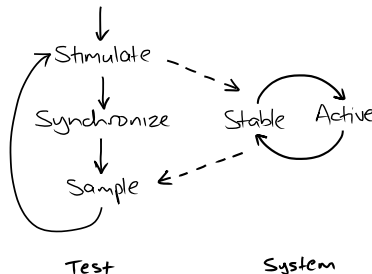 Stimulate
Synchronize
Stable Active
Sample
Test System